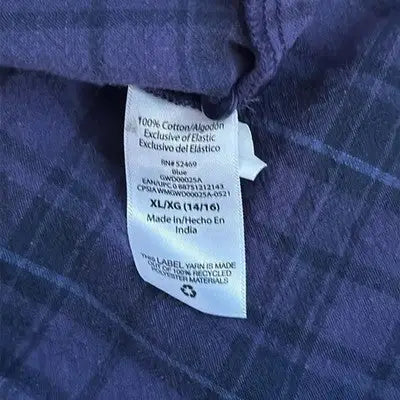 100% Cotton/Algodón
Exclusive of Elastic
Exclusivo del Elástico
RN# 52469
Blue
GWD00025A
EAN/UPC 0 88751212143
CPSIA WMGWD00025A-0521
XL/XG (14/16)
Made In/Hecho En
India
THIS LABEL YARN IS MADE
OUT OF 100% RECYCLED
POLYESTER MATERIALS